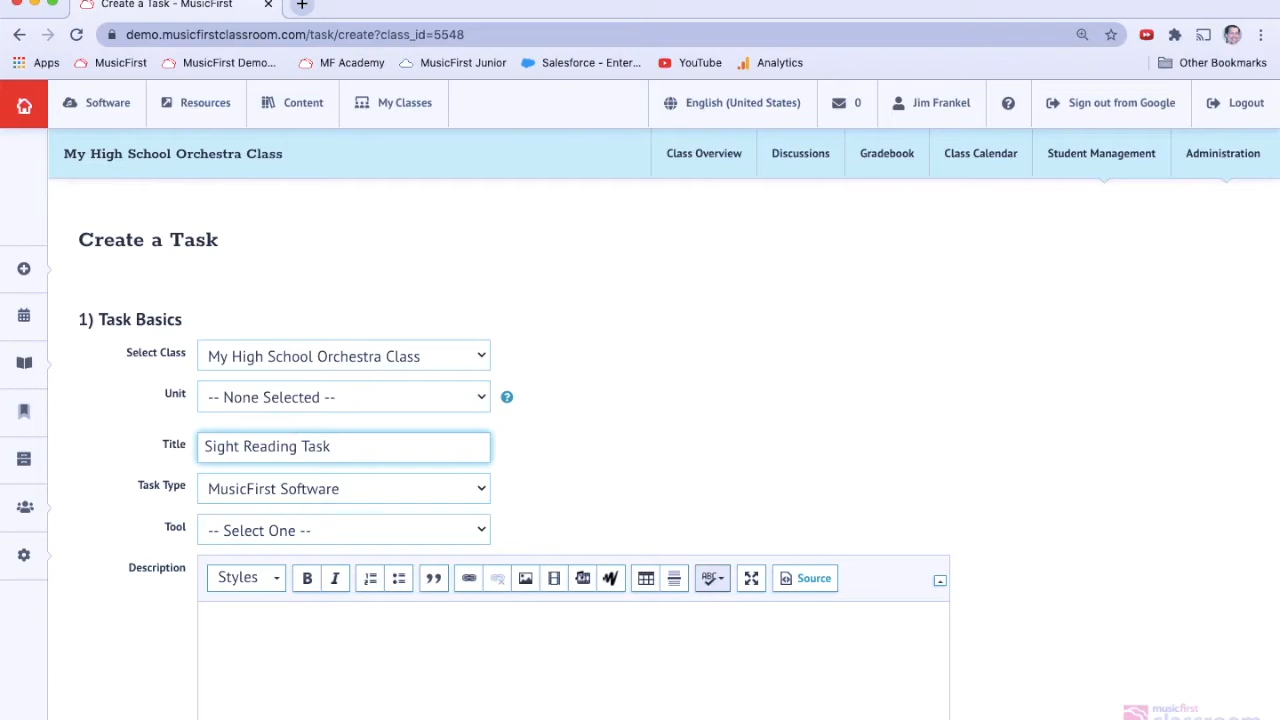 Create a Task - MusicFirst
demo.musicfirstclassroom.com/task/create?class_id=5548
Apps MusicFirst MusicFirst Demo... MF Academy MusicFirst Junior Salesforce - Enter... YouTube Analytics Other Bookmarks
Software Resources Content My Classes English (United States) 0 Jim Frankel Sign out from Google Logout
My High School Orchestra Class Class Overview Discussions Gradebook Class Calendar Student Management Administration
Create a Task
1) Task Basics
Select Class My High School Orchestra Class
Unit -- None Selected -- ?
Title Sight Reading Task
Task Type MusicFirst Software
Tool -- Select One --
Description Styles B I ABC Source
musicfirst
classroom